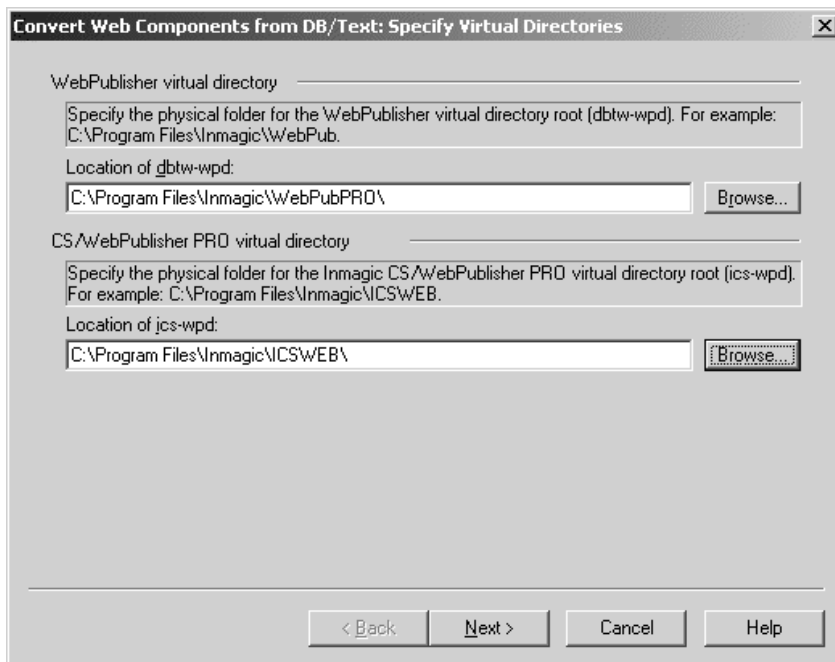 Convert Web Components from DB/Text: Specify Virtual Directories
WebPublisher virtual directory
Specify the physical folder for the WebPublisher virtual directory root (dbtw-wpd). For example:
C:\Program Files\Inmagic\WebPub.
Location of dbtw-wpd:
C:\Program Files\Inmagic\WebPubPRO\
Browse...
CS/WebPublisher PRO virtual directory
Specify the physical folder for the Inmagic CS/WebPublisher PRO virtual directory root (ics-wpd).
For example: C:\Program Files\Inmagic\ICSWEB.
Location of ics-wpd:
C:\Program Files\Inmagic\ICSWEB\
Browse...
< Back
Next >
Cancel
Help